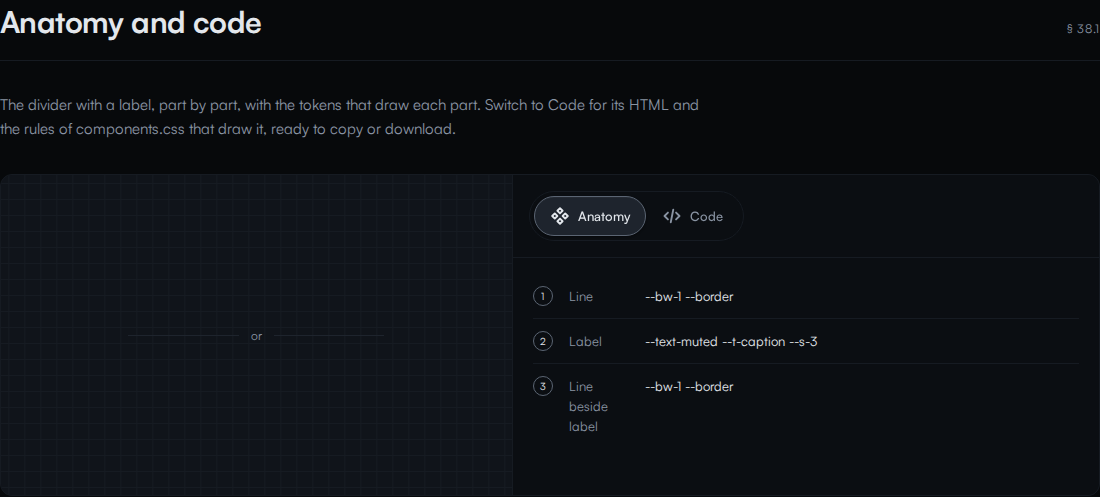 Anatomy and code
§ 38.1
The divider with a label, part by part, with the tokens that draw each part. Switch to Code for its HTML and
the rules of components.css that draw it, ready to copy or download.
Anatomy
</> Code
or
1 Line --bw-1 --border
2 Label --text-muted --t-caption --s-3
3 Line --bw-1 --border
beside
label